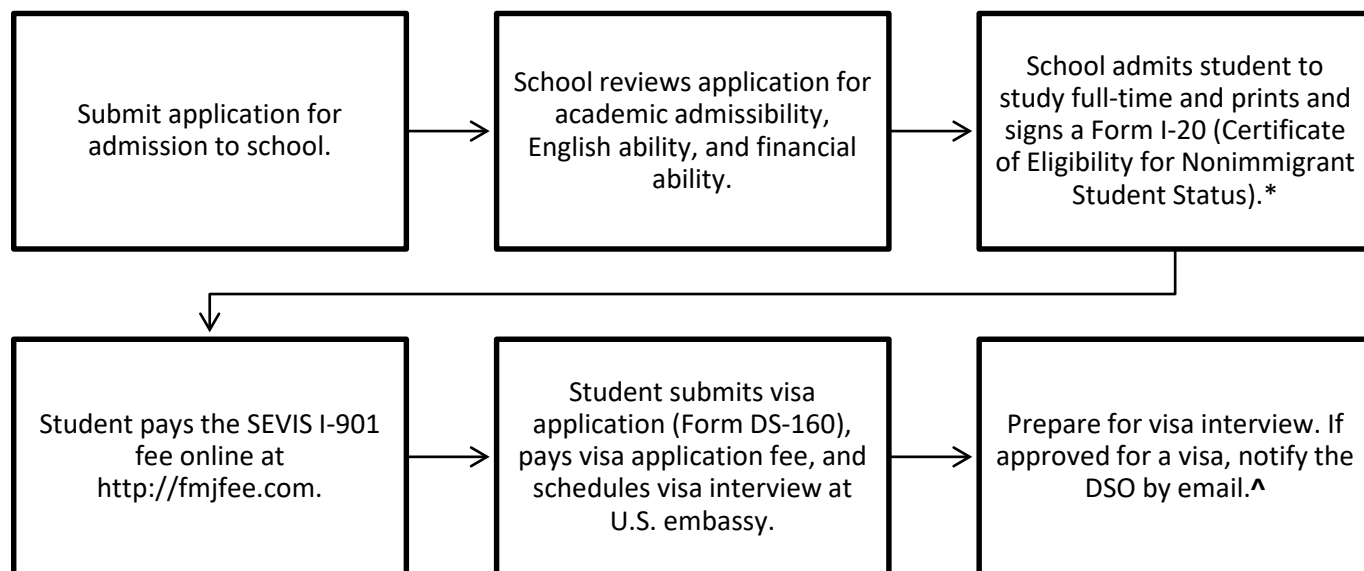 Submit application for
admission to school.
School reviews application for
academic admissibility,
English ability, and financial
ability.
School admits student to
study full-time and prints and
signs a Form I-20 (Certificate
of Eligibility for Nonimmigrant
Student Status).*
Student pays the SEVIS I-901
fee online at
http://fmjfee.com.
Student submits visa
application (Form DS-160),
pays visa application fee, and
schedules visa interview at
U.S. embassy.
Prepare for visa interview. If
approved for a visa, notify the
DSO by email.^